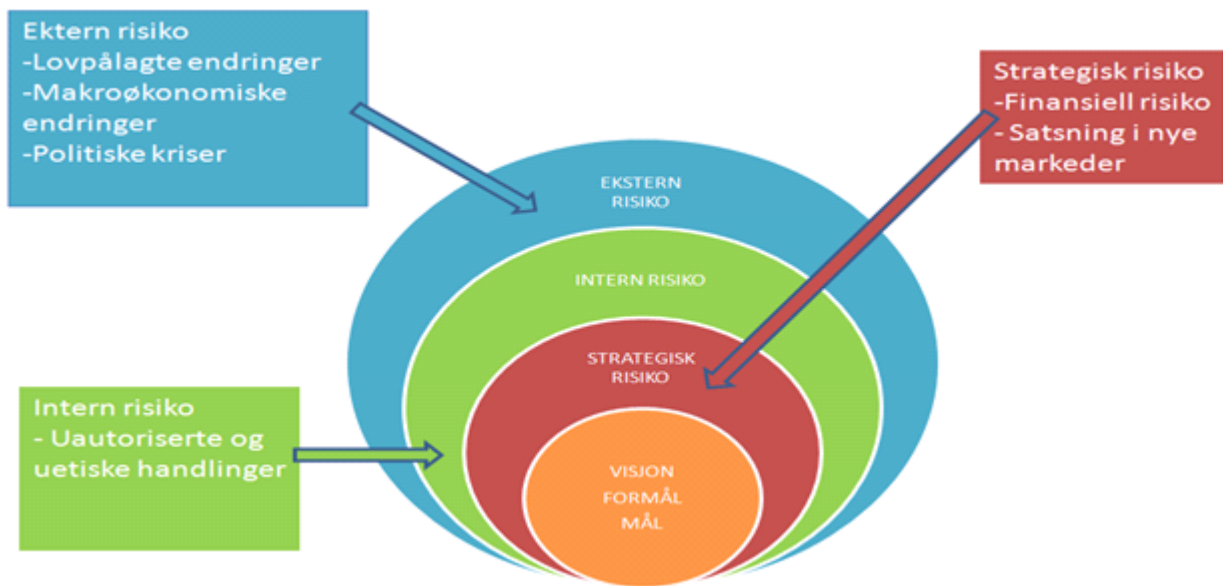 Ektern risiko
-Lovpålagte endringer
-Makroøkonomiske
endringer
-Politiske kriser
Strategisk risiko
-Finansiell risiko
- Satsning i nye
markeder
EKSTERN
RISIKO
INTERN RISIKO
STRATEGISK
RISIKO
Intern risiko
- Uautoriserte og
uetiske handlinger
VISJON
FORMÅL
MÅL